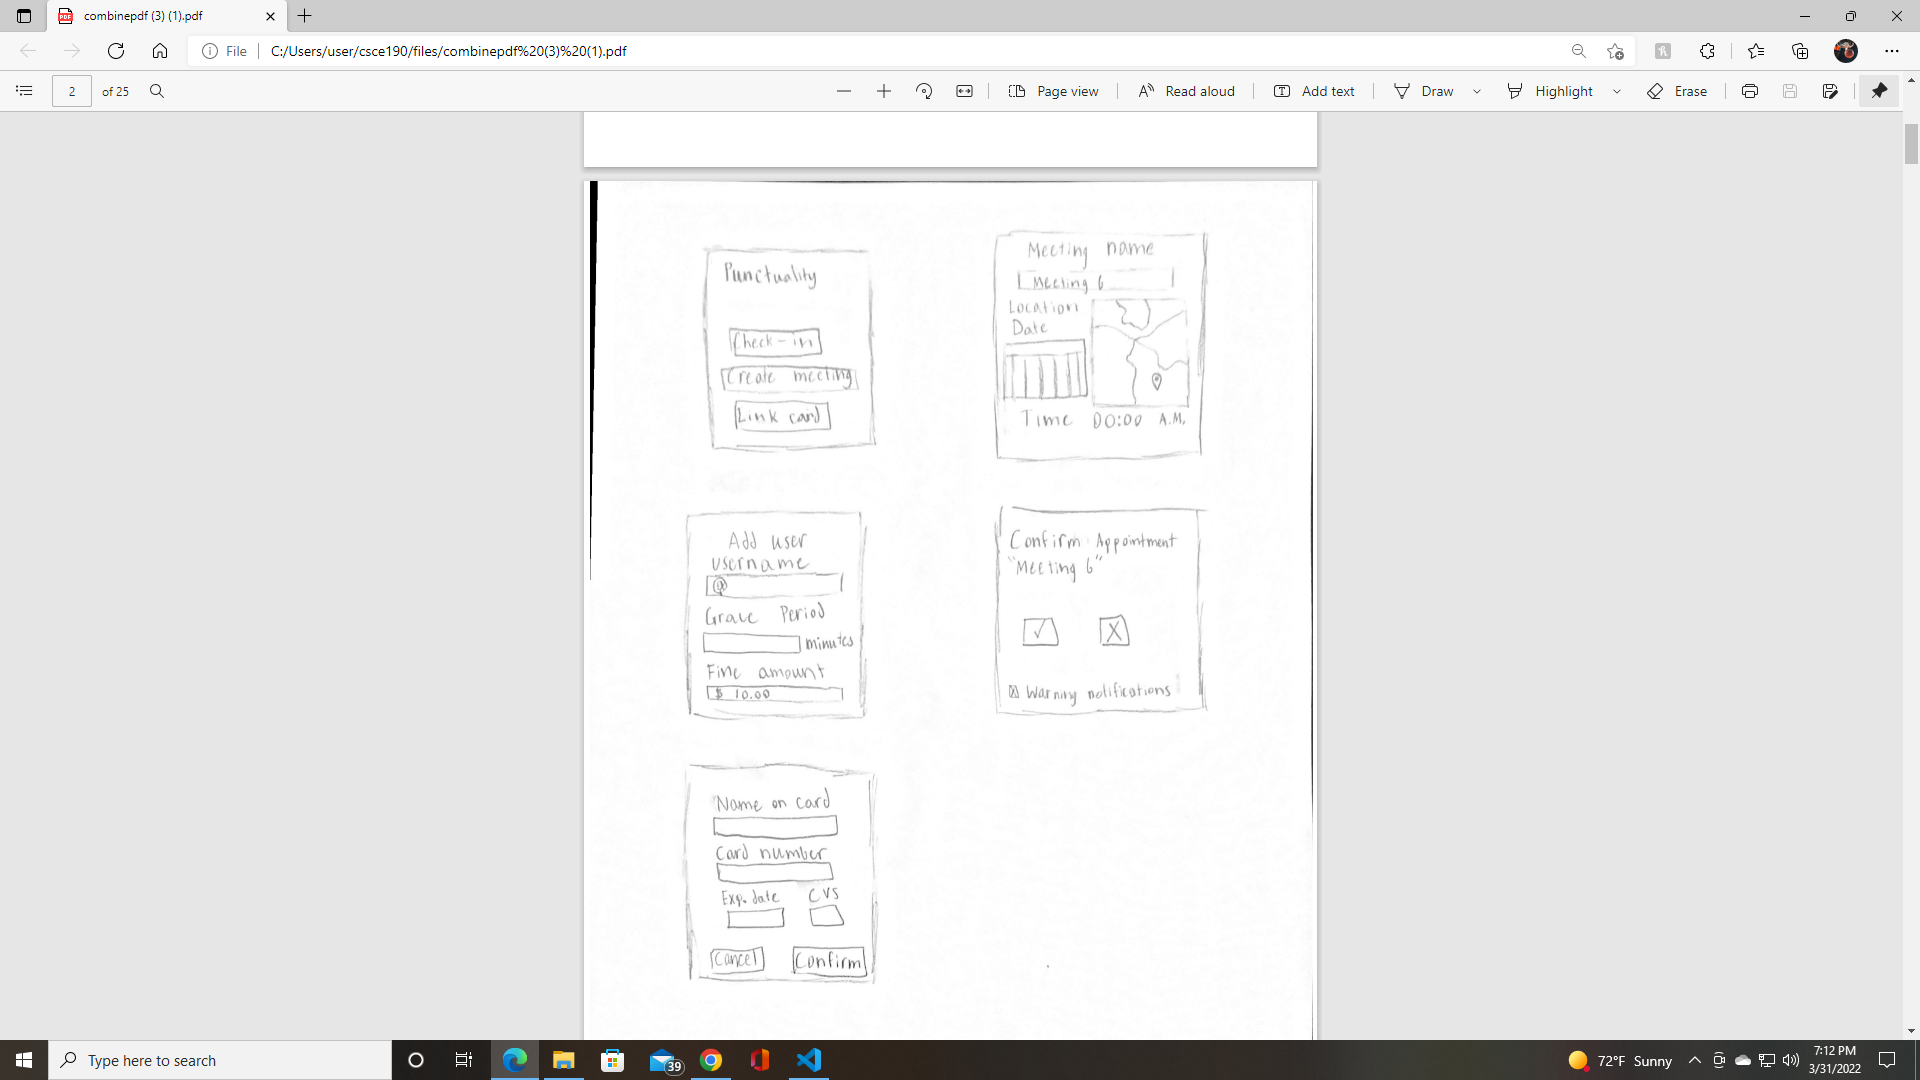 combinepdf (3) (1).pdf
File
C:/Users/user/csce190/files/combinepdf%20(3)%20(1).pdf
2
of 25
Page view
Read aloud
Add text
Draw
Highlight
Erase
Punctuality
Check-in
Create meeting
Link card
Meeting name
Meeting 6
Location
Date
Time 00:00 A.M.
Add user
username
@
Grace Period
minutes
Fine amount
$ 10.00
Confirm Appointment
"Meeting 6"
✓ X
Warning notifications
Name on card
Card number
Exp. date CVS
Cancel Confirm
Type here to search
39
72°F Sunny
7:12 PM
3/31/2022